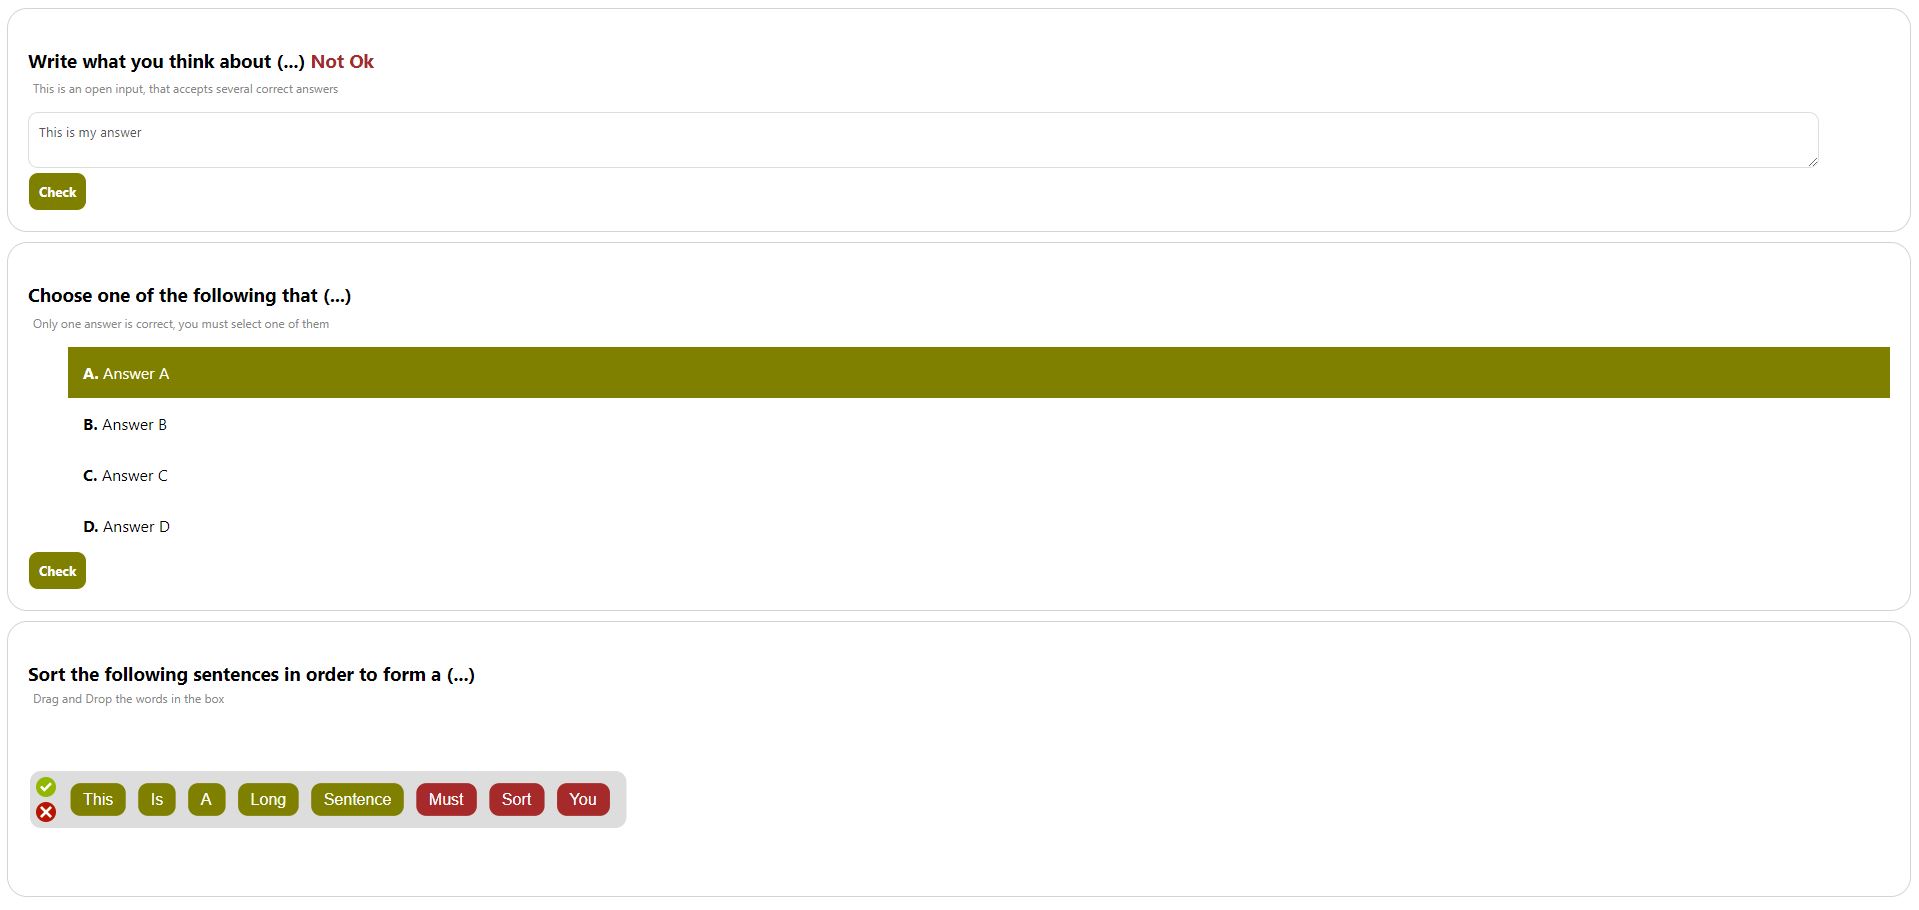 Write what you think about (...) Not Ok
This is an open input, that accepts several correct answers
This is my answer
Check
Choose one of the following that (...)
Only one answer is correct, you must select one of them
A. Answer A
B. Answer B
C. Answer C
D. Answer D
Check
Sort the following sentences in order to form a (...)
Drag and Drop the words in the box
This Is A Long Sentence Must Sort You